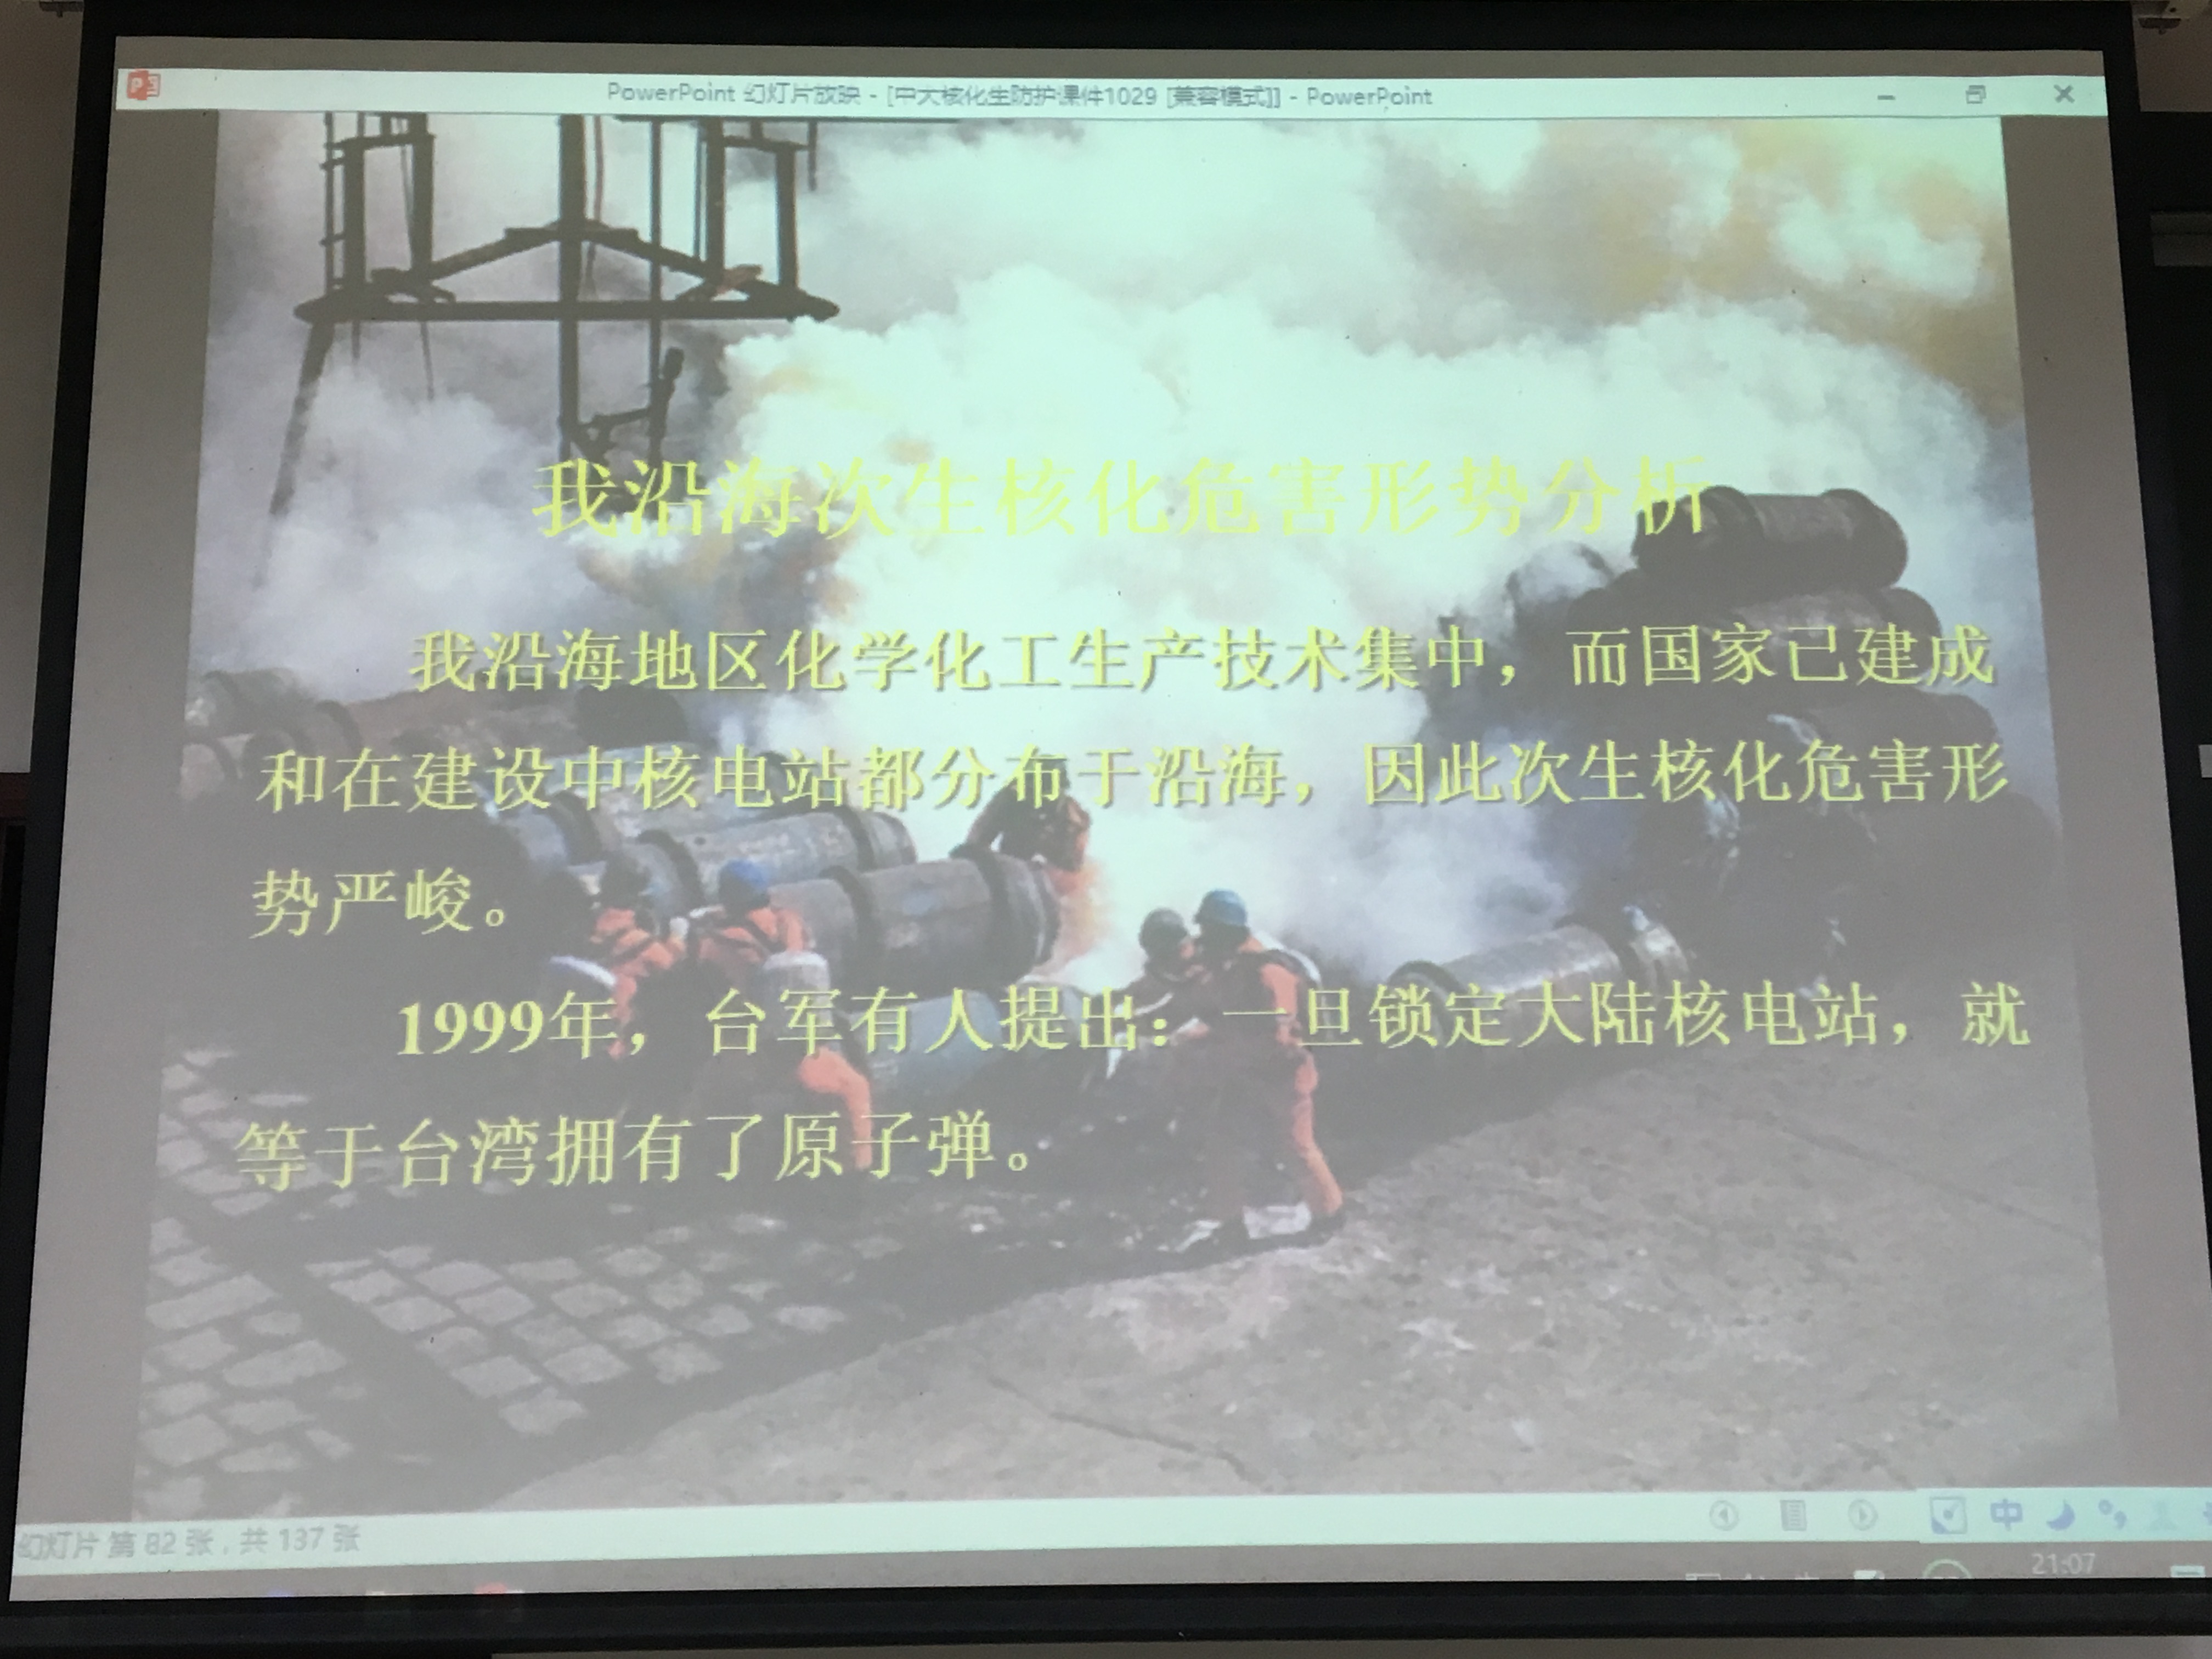 PowerPoint 幻灯片放映 - [中大核化生防护课件1029 [兼容模式]] - PowerPoint
我沿海次生核化危害形势分析
我沿海地区化学化工生产技术集中，而国家已建成
和在建设中核电站都分布于沿海，因此次生核化危害形
势严峻。
1999年，台军有人提出：一旦锁定大陆核电站，就
等于台湾拥有了原子弹。
幻灯片 第 82 张，共 137 张
中
21:07